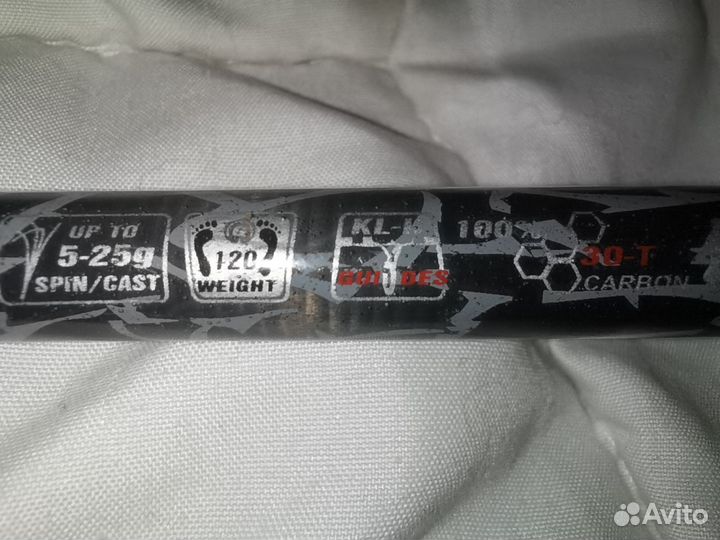 UP TO
5-25g
SPIN/CAST
120
WEIGHT
GUIDES
100%
30-T
CARBON
Avito